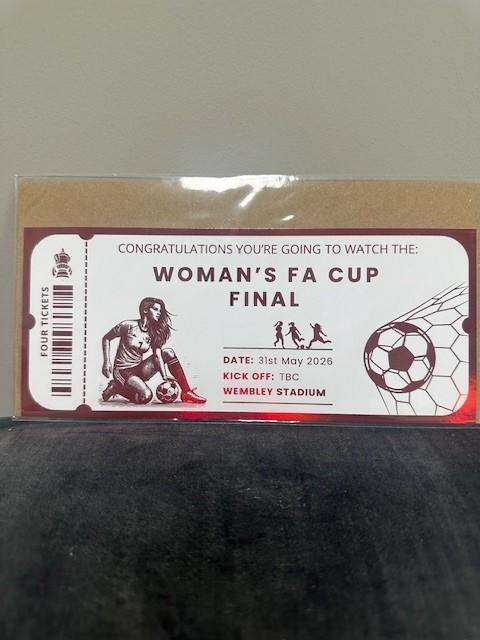 FOUR TICKETS
CONGRATULATIONS YOU'RE GOING TO WATCH THE:
WOMAN'S FA CUP
FINAL
DATE: 31st May 2026
KICK OFF: TBC
WEMBLEY STADIUM